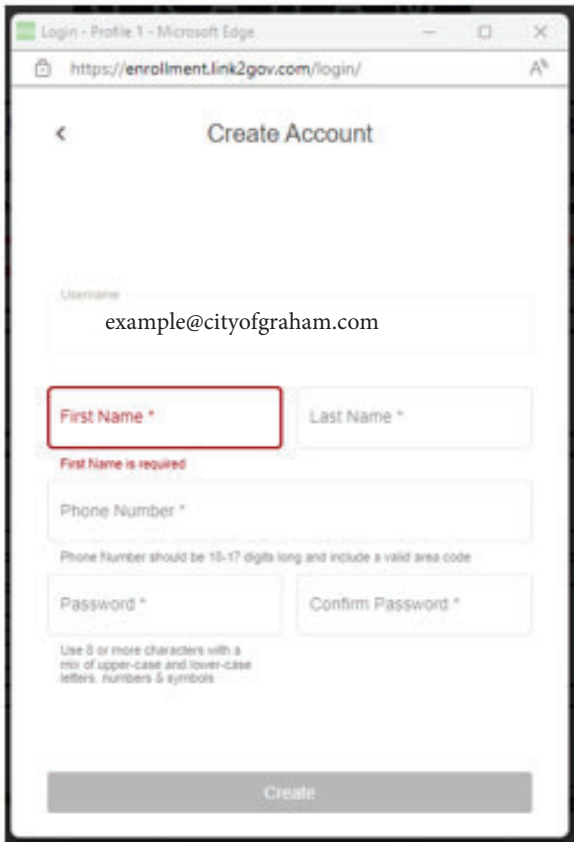 Login - Profile 1 - Microsoft Edge
https://enrollment.link2gov.com/login/
Create Account
Username
example@cityofgraham.com
First Name * Last Name *
First Name is required
Phone Number *
Phone Number should be 10-17 digits long and include a valid area code
Password * Confirm Password *
Use 8 or more characters with a
mix of upper-case and lower-case
letters, numbers & symbols
Create